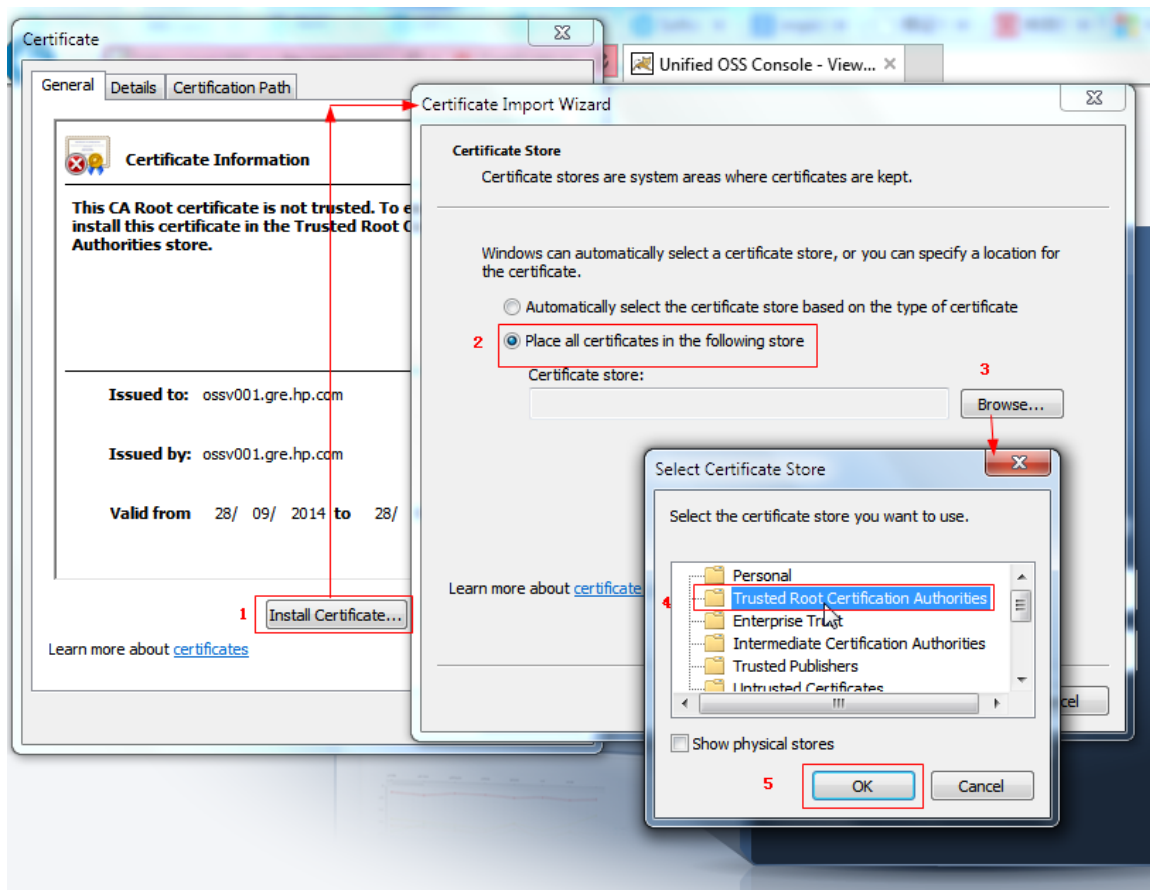 Certificate
General Details Certification Path
Certificate Information
This CA Root certificate is not trusted. To e
install this certificate in the Trusted Root C
Authorities store.
Issued to: ossv001.gre.hp.com
Issued by: ossv001.gre.hp.com
Valid from 28/ 09/ 2014 to 28/
1 Install Certificate...
Learn more about certificates
Unified OSS Console - View...
Certificate Import Wizard
Certificate Store
Certificate stores are system areas where certificates are kept.
Windows can automatically select a certificate store, or you can specify a location for
the certificate.
Automatically select the certificate store based on the type of certificate
2 Place all certificates in the following store
Certificate store:
3
Browse...
Learn more about certificate
cel
Select Certificate Store
Select the certificate store you want to use.
Personal
4 Trusted Root Certification Authorities
Enterprise Trust
Intermediate Certification Authorities
Trusted Publishers
Untrusted Certificates
Show physical stores
5 OK Cancel